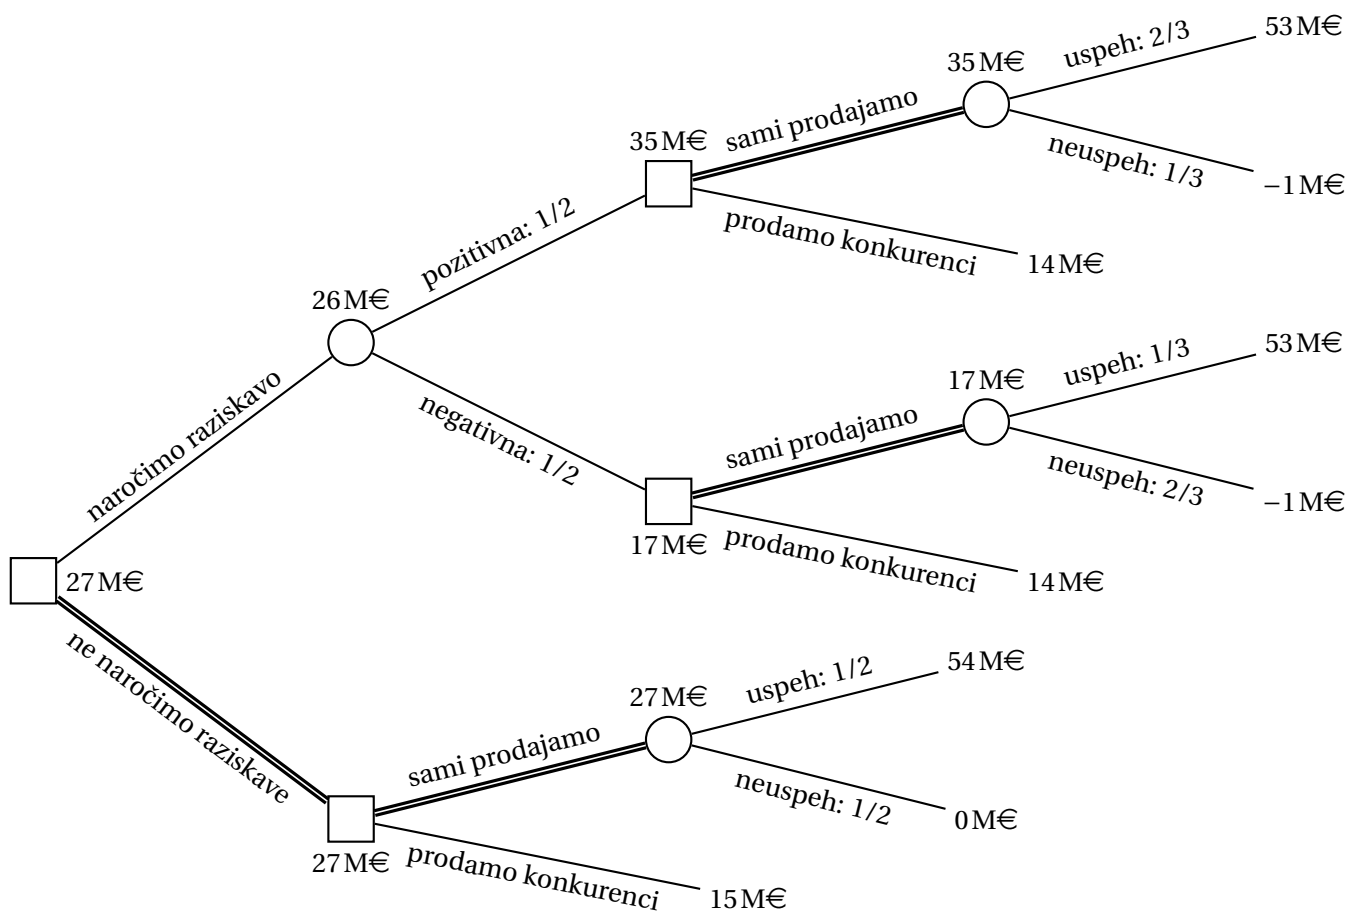 53 M€
uspeh: 2/3
35 M€
sami prodajamo
neuspeh: 1/3
−1 M€
35 M€
prodamo konkurenci
14 M€
pozitivna: 1/2
26 M€
53 M€
uspeh: 1/3
17 M€
sami prodajamo
neuspeh: 2/3
−1 M€
negativna: 1/2
17 M€
prodamo konkurenci
14 M€
naročimo raziskavo
27 M€
ne naročimo raziskave
54 M€
uspeh: 1/2
27 M€
sami prodajamo
neuspeh: 1/2
0 M€
27 M€
prodamo konkurenci
15 M€